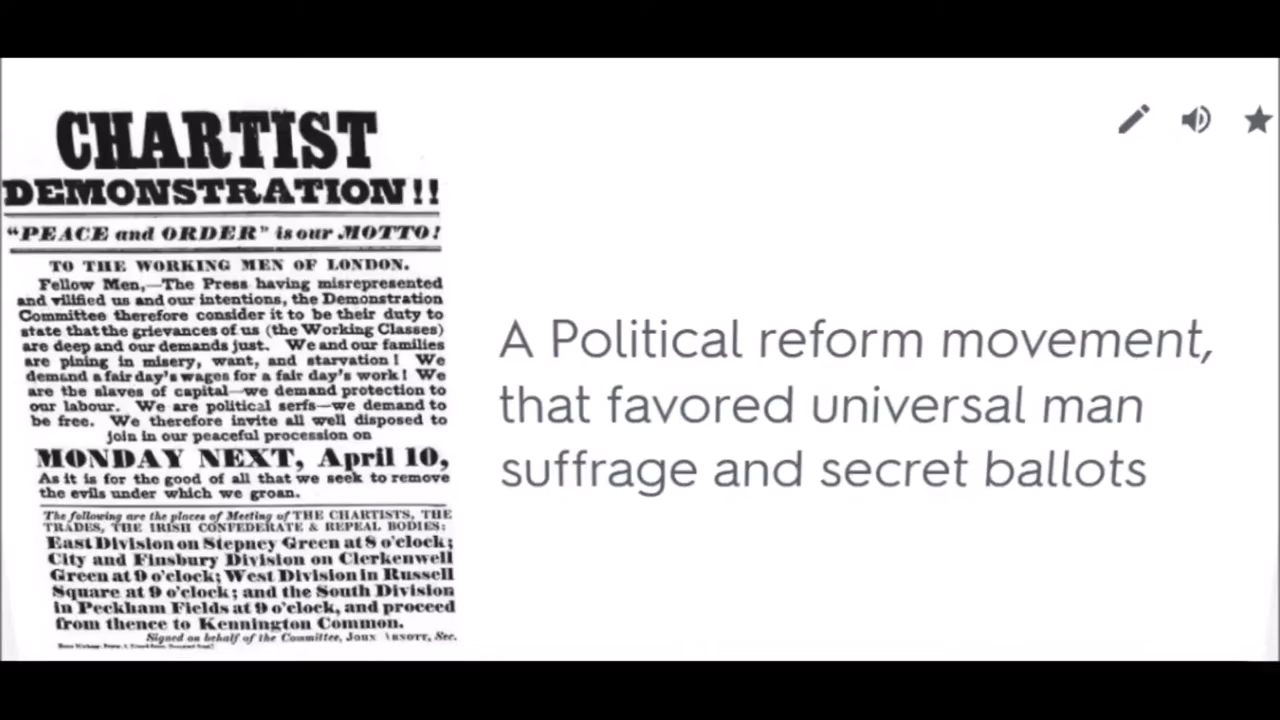 CHARTIST
DEMONSTRATION!!
"PEACE and ORDER" is our MOTTO!
TO THE WORKING MEN OF LONDON.
Fellow Men,—The Press having misrepresented
and vilified us and our intentions, the Demonstration
Committee therefore consider it to be their duty to
state that the grievances of us (the Working Classes)
are deep and our demands just. We and our families
are pining in misery, want, and starvation! We
demand a fair day's wages for a fair day's work! We
are the slaves of capital—we demand protection to
our labour. We are political serfs—we demand to
be free. We therefore invite all well disposed to
join in our peaceful procession on
MONDAY NEXT, April 10,
As it is for the good of all that we seek to remove
the evils under which we groan.
The following are the places of Meeting of THE CHARTISTS, THE
TRADES, THE IRISH CONFEDERATE & REPEAL BODIES:
East Division on Stepney Green at 8 o'clock;
City and Finsbury Division on Clerkenwell
Green at 9 o'clock; West Division in Russell
Square at 9 o'clock; and the South Division
in Peckham Fields at 9 o'clock, and proceed
from thence to Kennington Common.
Signed on behalf of the Committee, Sec.
A Political reform movement,
that favored universal man
suffrage and secret ballots